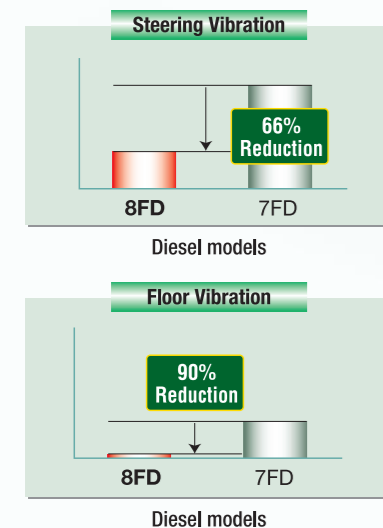 Steering Vibration
66%
Reduction
8FD 7FD
Diesel models
Floor Vibration
90%
Reduction
8FD 7FD
Diesel models